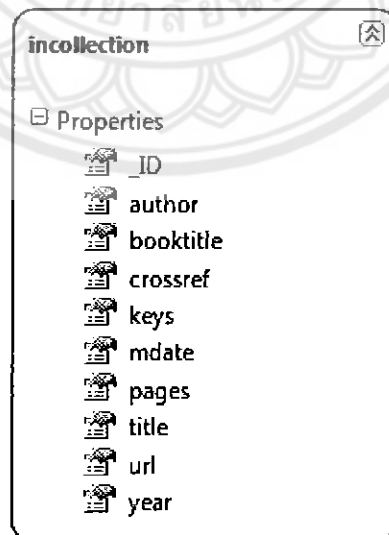 incollection
Properties
_ID
author
booktitle
crossref
keys
mdate
pages
title
url
year